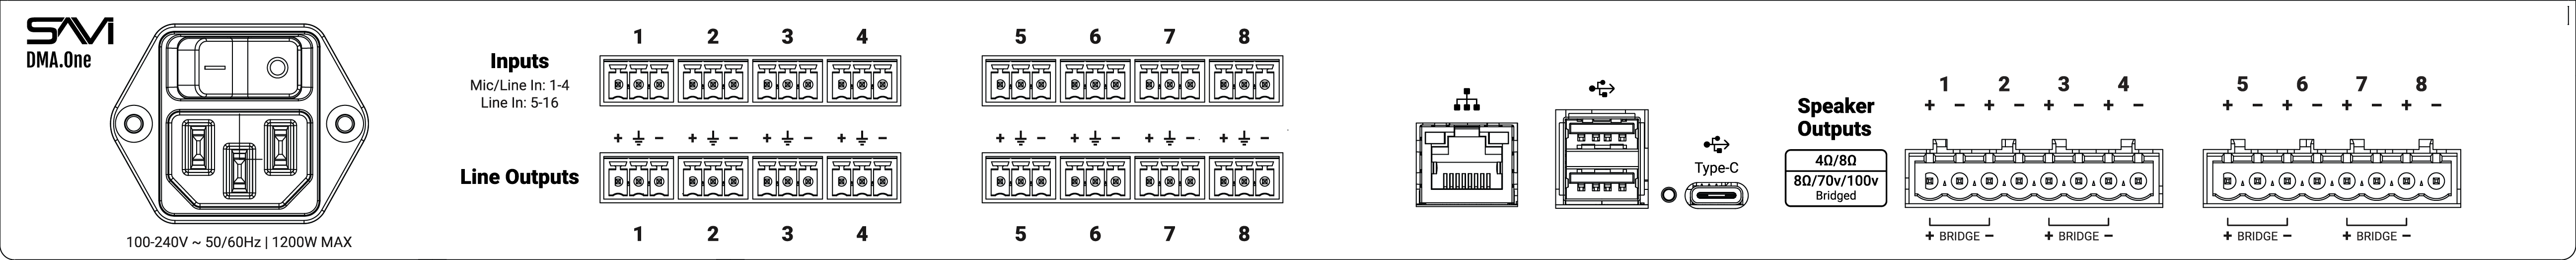 SAVI
DMA.One
100-240V ~ 50/60Hz | 1200W MAX
Inputs
Mic/Line In: 1-4
Line In: 5-16
1 2 3 4 5 6 7 8
+ ⏚ − + ⏚ − + ⏚ − + ⏚ − + ⏚ − + ⏚ − + ⏚ − + ⏚ −
Line Outputs
1 2 3 4 5 6 7 8
Type-C
Speaker
Outputs
4Ω/8Ω
8Ω/70v/100v
Bridged
1 2 3 4 5 6 7 8
+ − + − + − + − + − + − + − + −
+ BRIDGE − + BRIDGE − + BRIDGE − + BRIDGE −